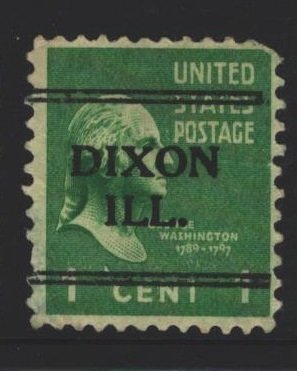 UNITED
STATES
POSTAGE
DIXON
ILL.
WASHINGTON
1789-1797
1 CENT 1